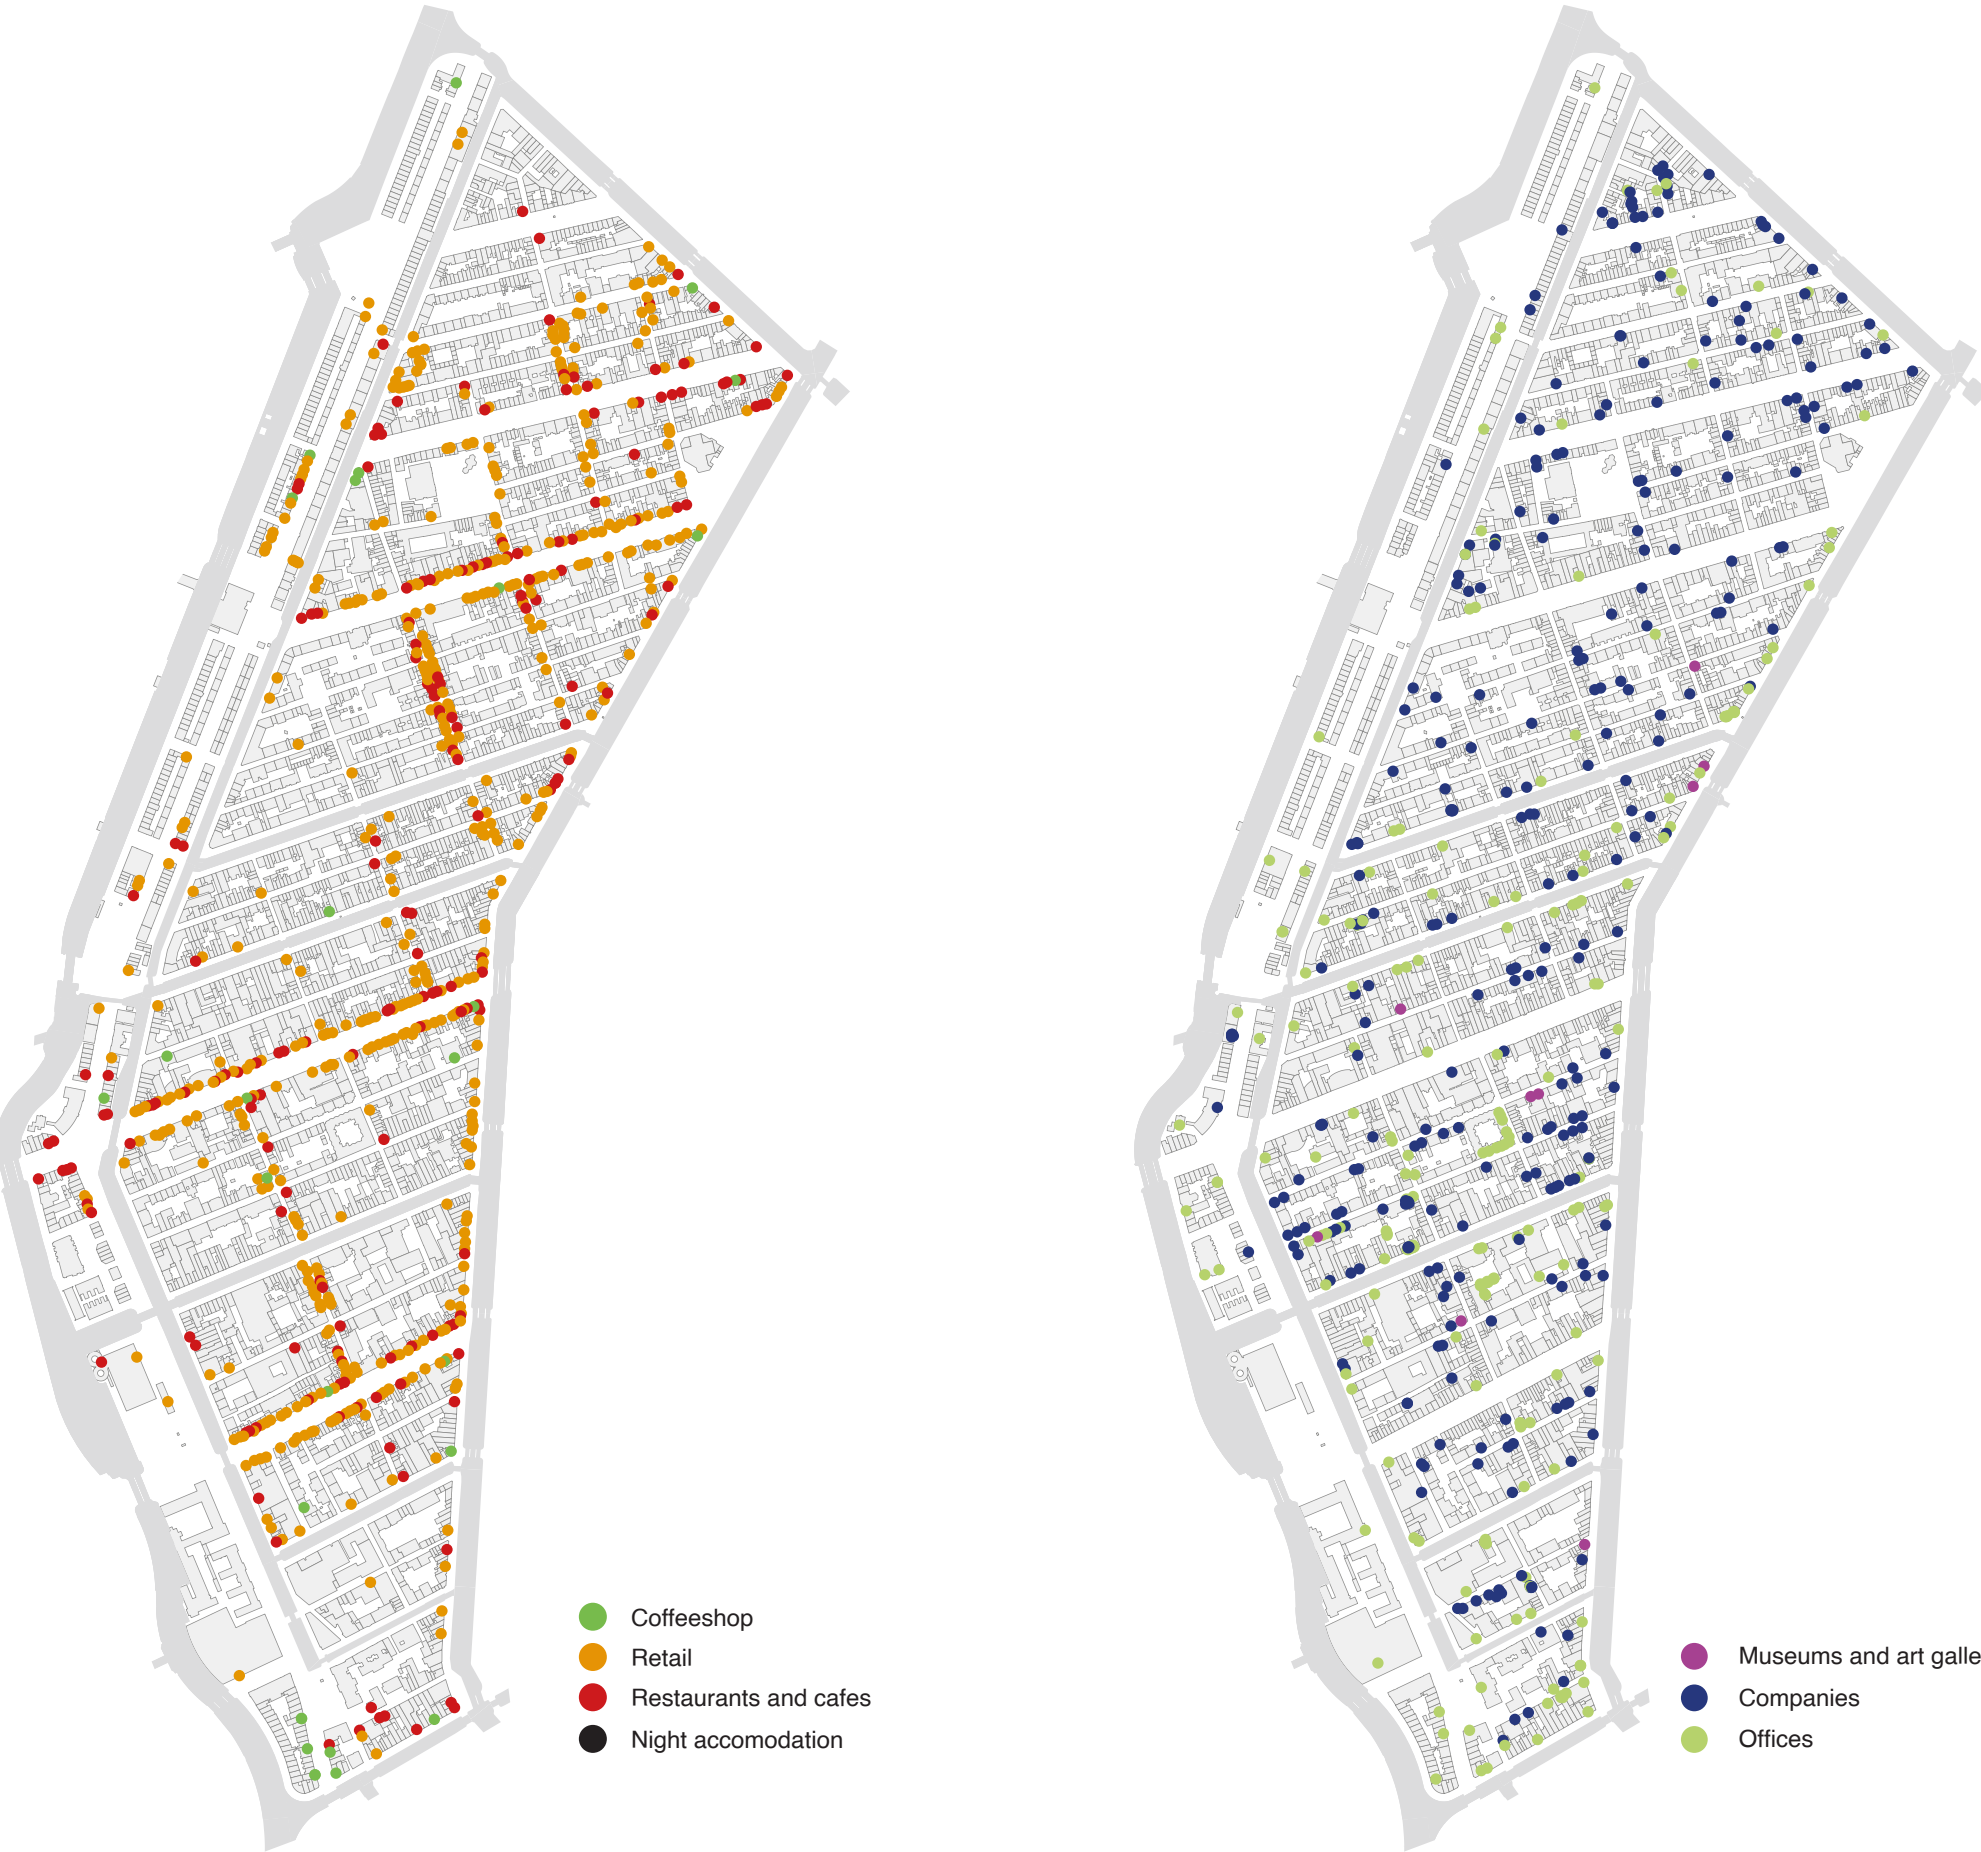 Coffeeshop
Retail
Restaurants and cafes
Night accomodation
Museums and art galle
Companies
Offices